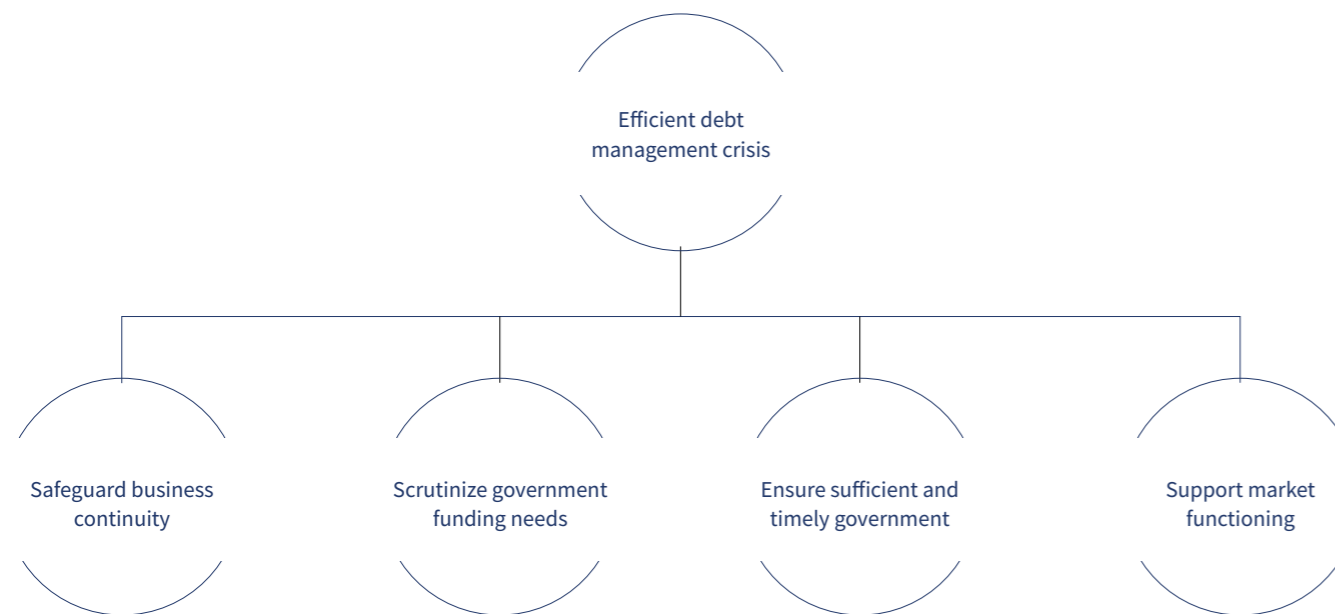 Efficient debt
management crisis
Safeguard business
continuity
Scrutinize government
funding needs
Ensure sufficient and
timely government
Support market
functioning